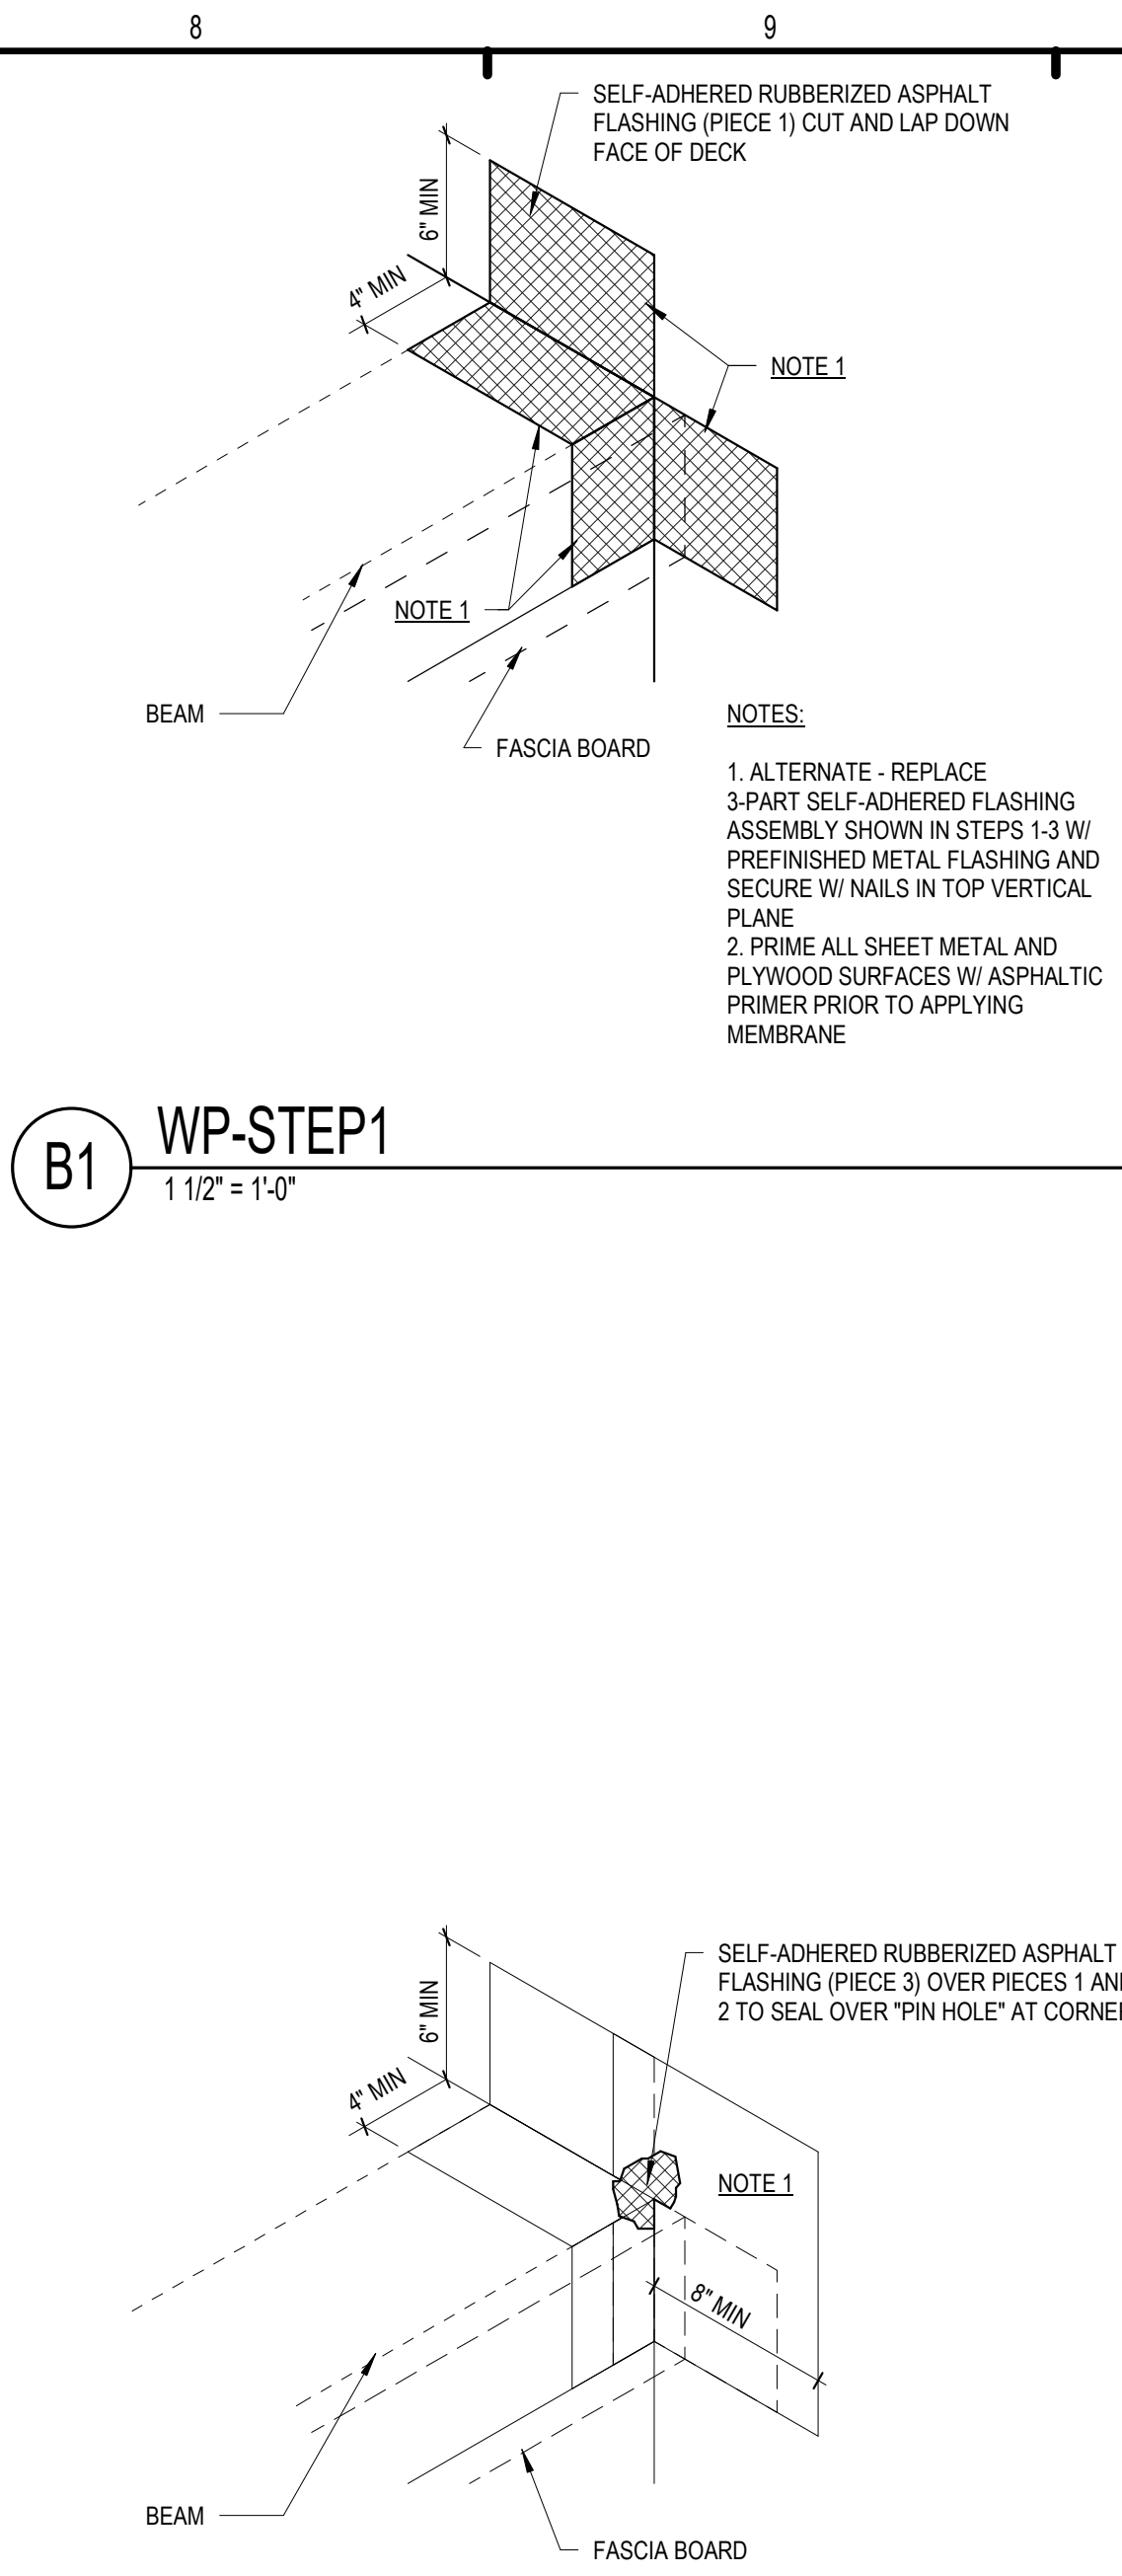 8
9
SELF-ADHERED RUBBERIZED ASPHALT
FLASHING (PIECE 1) CUT AND LAP DOWN
FACE OF DECK
6" MIN
4" MIN
NOTE 1
NOTE 1
BEAM
FASCIA BOARD
NOTES:
1. ALTERNATE - REPLACE
3-PART SELF-ADHERED FLASHING
ASSEMBLY SHOWN IN STEPS 1-3 W/
PREFINISHED METAL FLASHING AND
SECURE W/ NAILS IN TOP VERTICAL
PLANE
2. PRIME ALL SHEET METAL AND
PLYWOOD SURFACES W/ ASPHALTIC
PRIMER PRIOR TO APPLYING
MEMBRANE
B1
WP-STEP1
1 1/2" = 1'-0"
SELF-ADHERED RUBBERIZED ASPHALT
FLASHING (PIECE 3) OVER PIECES 1 AND
2 TO SEAL OVER "PIN HOLE" AT CORNER
6" MIN
4" MIN
NOTE 1
8" MIN
BEAM
FASCIA BOARD